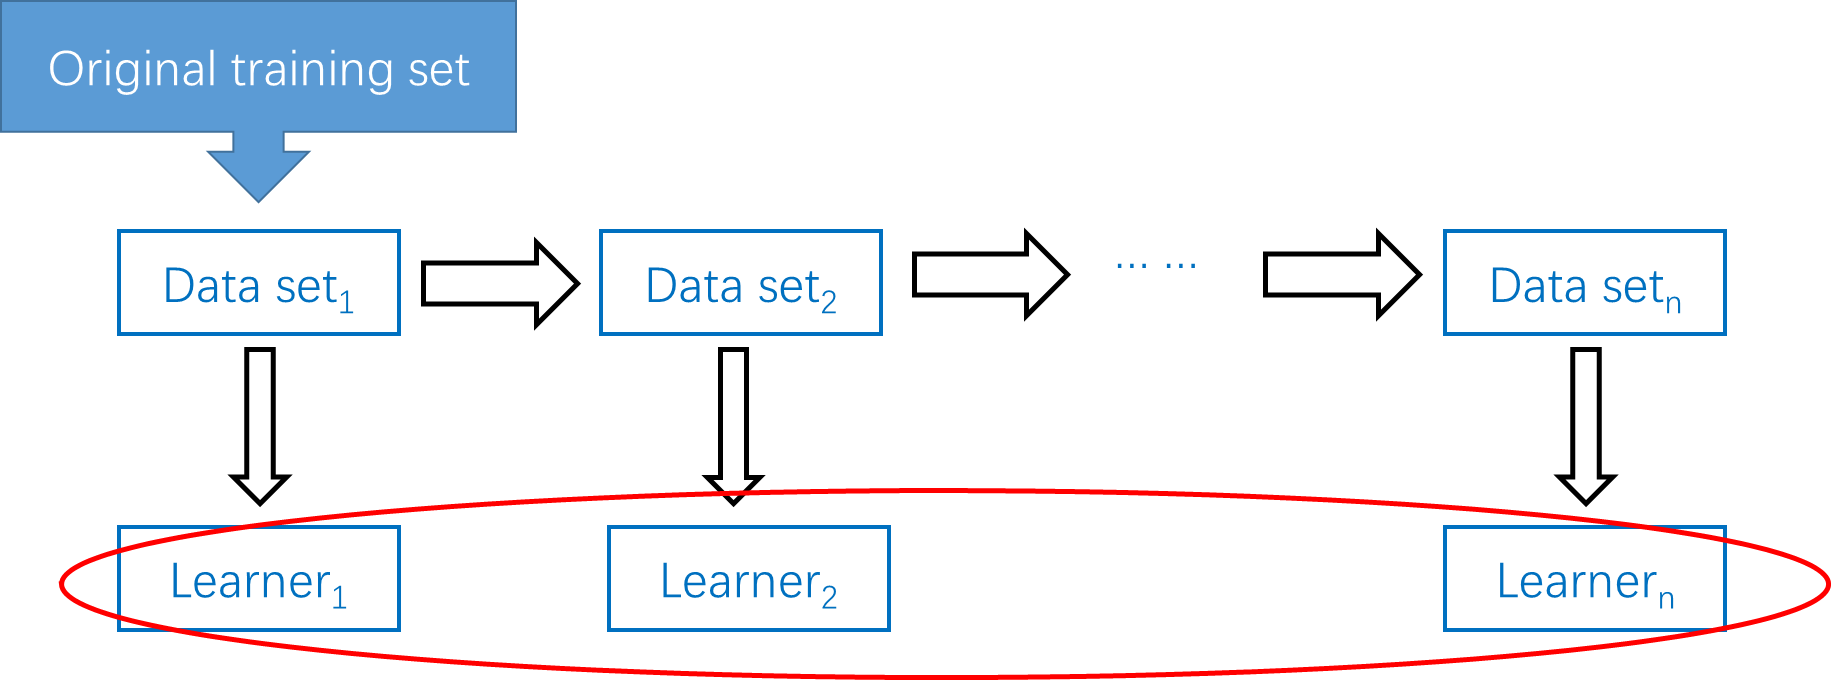 Original training set
Data set1
Data set2
... ...
Data setn
Learner1
Learner2
Learnern